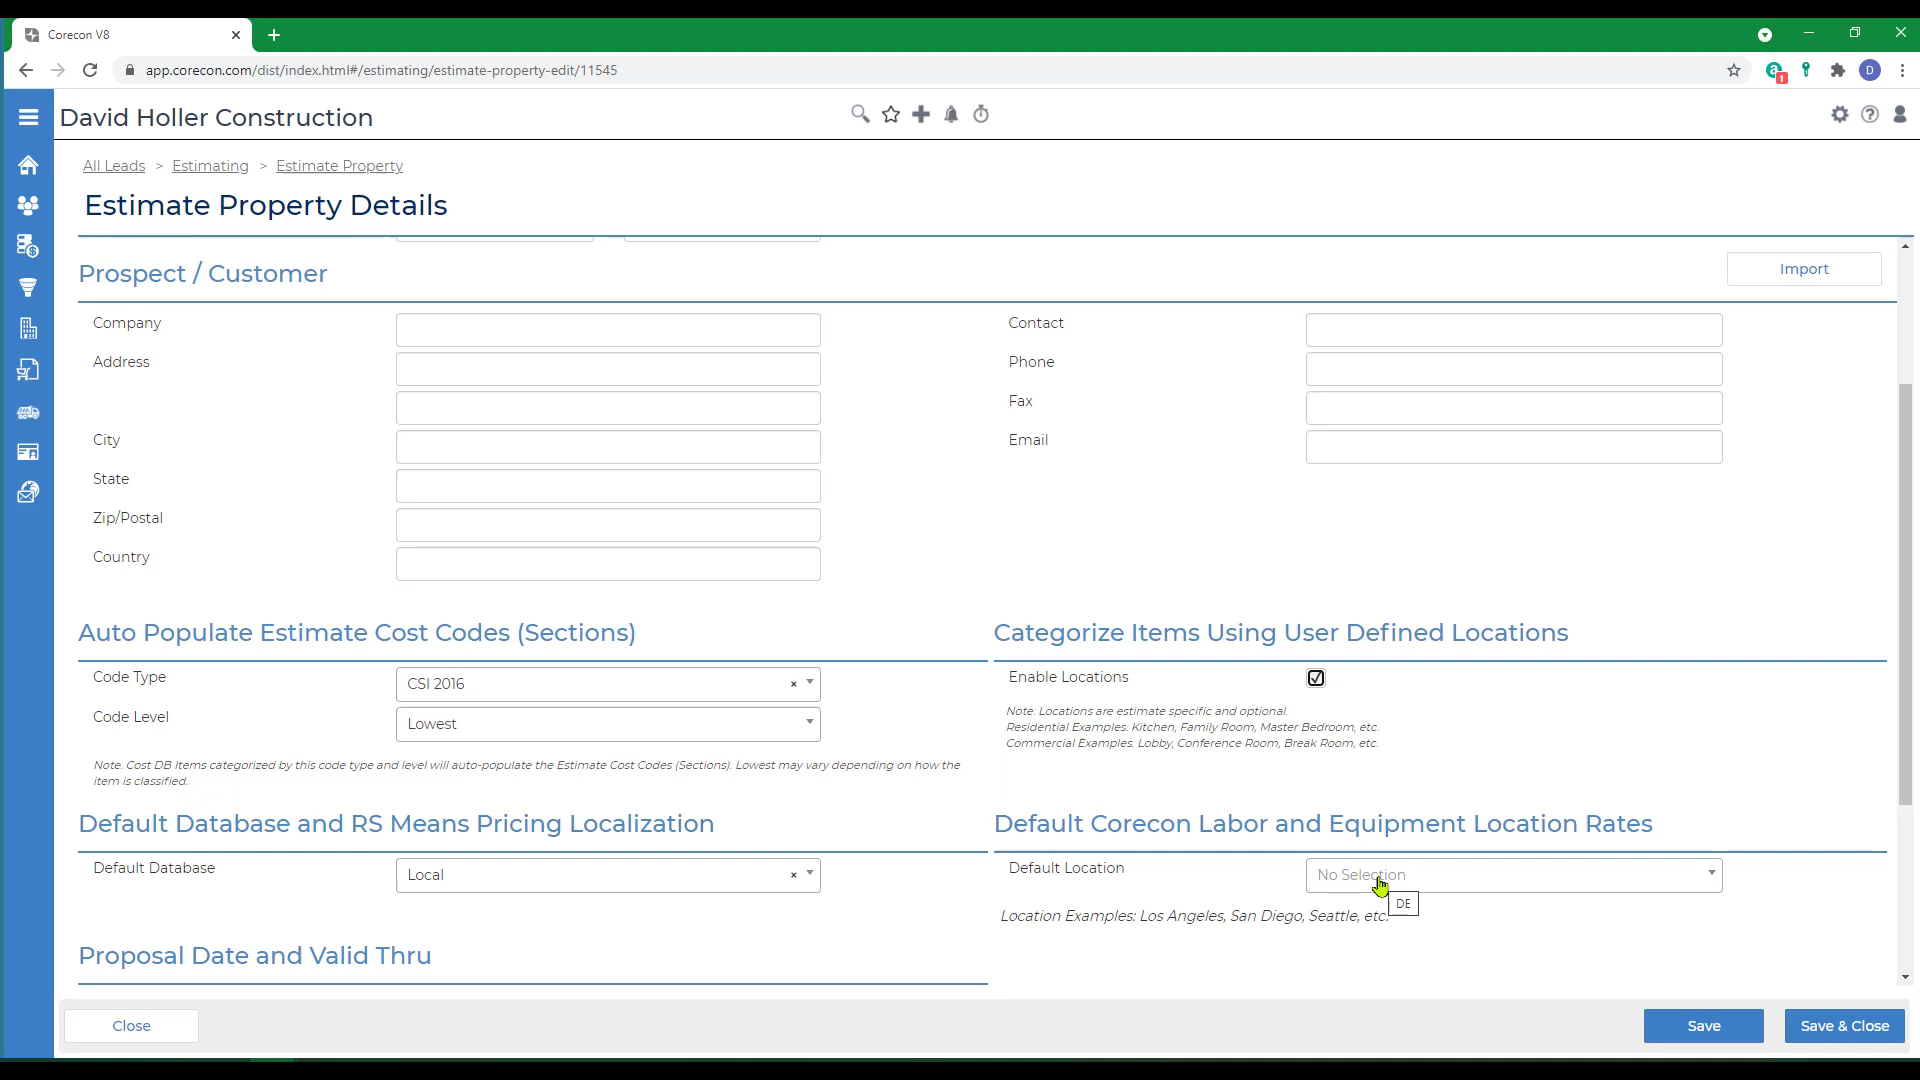 Corecon V8
app.corecon.com/dist/index.html#/estimating/estimate-property-edit/11545
1
D
David Holler Construction
All Leads > Estimating > Estimate Property
Estimate Property Details
Prospect / Customer
Import
Company
Contact
Address
Phone
Fax
City
Email
State
Zip/Postal
Country
Auto Populate Estimate Cost Codes (Sections)
Categorize Items Using User Defined Locations
Code Type
CSI 2016
Enable Locations
Code Level
Lowest
Note: Locations are estimate specific and optional.
Residential Examples: Kitchen, Family Room, Master Bedroom, etc.
Commercial Examples: Lobby, Conference Room, Break Room, etc.
Note: Cost DB Items categorized by this code type and level will auto-populate the Estimate Cost Codes (Sections). Lowest may vary depending on how the
item is classified.
Default Database and RS Means Pricing Localization
Default Corecon Labor and Equipment Location Rates
Default Database
Local
Default Location
No Selection
DE
Location Examples: Los Angeles, San Diego, Seattle, etc.
Proposal Date and Valid Thru
Close
Save
Save & Close